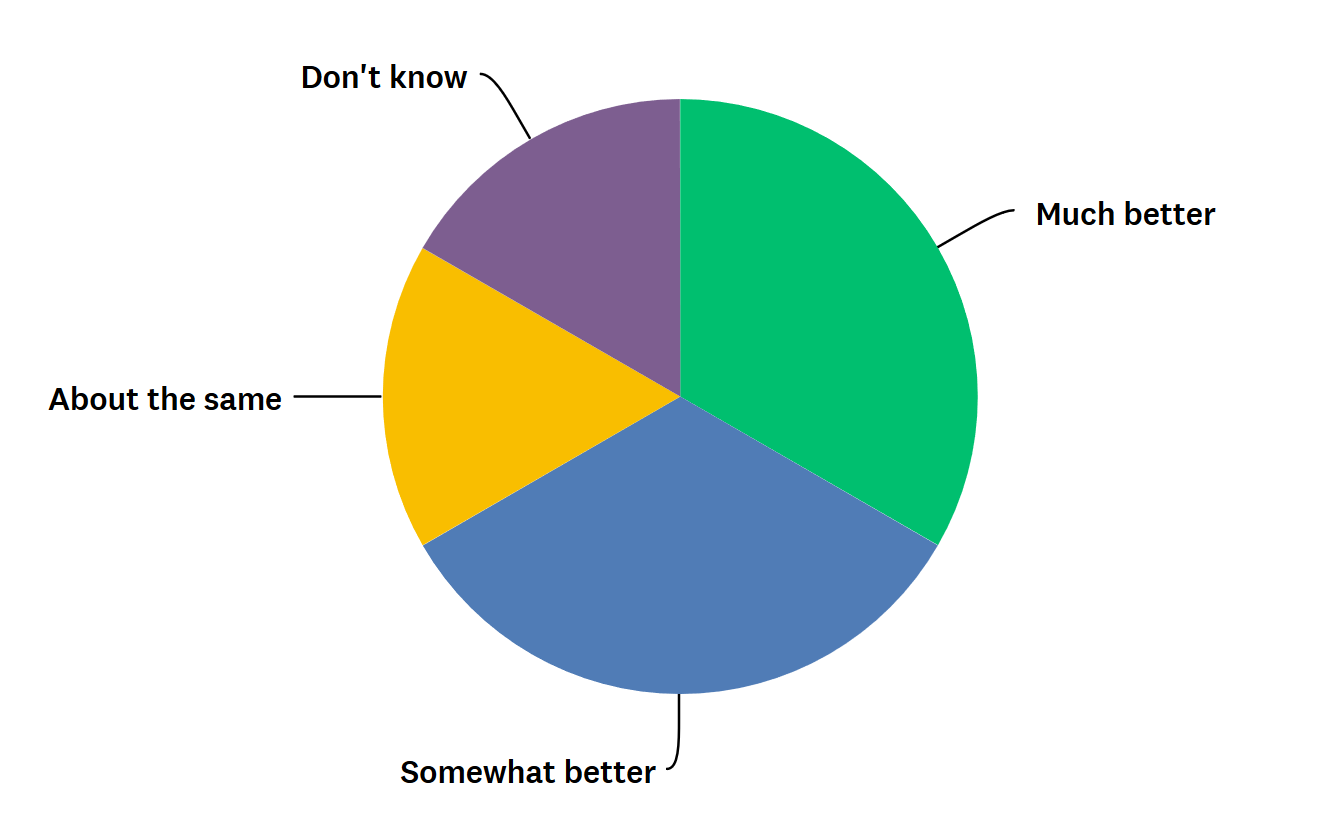 Don't know
Much better
About the same
Somewhat better